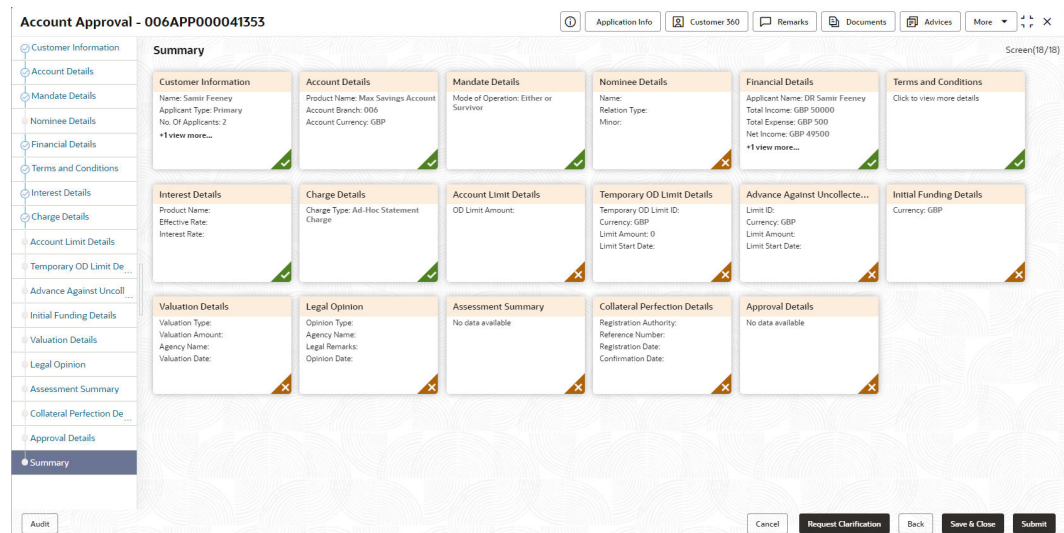 Account Approval - 006APP000041353
Application Info
Customer 360
Remarks
Documents
Advices
More
Customer Information
Account Details
Mandate Details
Nominee Details
Financial Details
Terms and Conditions
Interest Details
Charge Details
Account Limit Details
Temporary OD Limit De...
Advance Against Uncoll...
Initial Funding Details
Valuation Details
Legal Opinion
Assessment Summary
Collateral Perfection De...
Approval Details
Summary
Summary
Screen(18/18)
Customer Information
Name: Samir Feeney
Applicant Type: Primary
No. Of Applicants: 2
+1 view more...
Account Details
Product Name: Max Savings Account
Account Branch: 006
Account Currency: GBP
Mandate Details
Mode of Operation: Either or
Survivor
Nominee Details
Name:
Relation Type:
Minor:
Financial Details
Applicant Name: DR Samir Feeney
Total Income: GBP 50000
Total Expense: GBP 500
Net Income: GBP 49500
+1 view more...
Terms and Conditions
Click to view more details
Interest Details
Product Name:
Effective Rate:
Interest Rate:
Charge Details
Charge Type: Ad-Hoc Statement
Charge
Account Limit Details
OD Limit Amount:
Temporary OD Limit Details
Temporary OD Limit ID:
Currency: GBP
Limit Amount: 0
Limit Start Date:
Advance Against Uncollecte...
Limit ID:
Currency: GBP
Limit Amount:
Limit Start Date:
Initial Funding Details
Currency: GBP
Valuation Details
Valuation Type:
Valuation Amount:
Agency Name:
Valuation Date:
Legal Opinion
Opinion Type:
Agency Name:
Legal Remarks:
Opinion Date:
Assessment Summary
No data available
Collateral Perfection Details
Registration Authority:
Reference Number:
Registration Date:
Confirmation Date:
Approval Details
No data available
Audit
Cancel
Request Clarification
Back
Save & Close
Submit